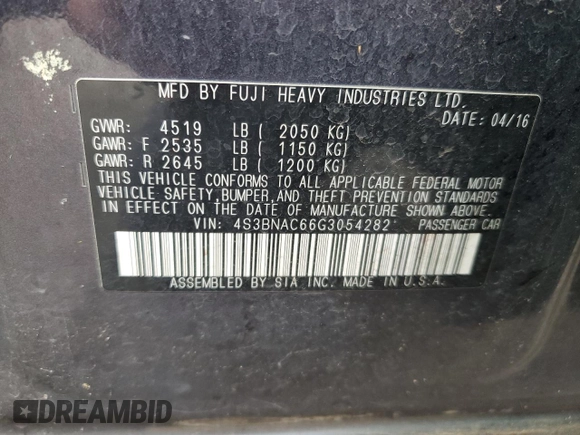 MFD BY FUJI HEAVY INDUSTRIES LTD.
DATE: 04/16
GVWR: 4519 LB ( 2050 KG)
GAWR: F 2535 LB ( 1150 KG)
GAWR: R 2645 LB ( 1200 KG)
THIS VEHICLE CONFORMS TO ALL APPLICABLE FEDERAL MOTOR
VEHICLE SAFETY,BUMPER,AND THEFT PREVENTION STANDARDS
IN EFFECT ON THE DATE OF MANUFACTURE SHOWN ABOVE.
VIN: 4S3BNAC66G3054282 PASSENGER CAR
ASSEMBLED BY SIA INC. MADE IN U.S.A.
DREAMBID